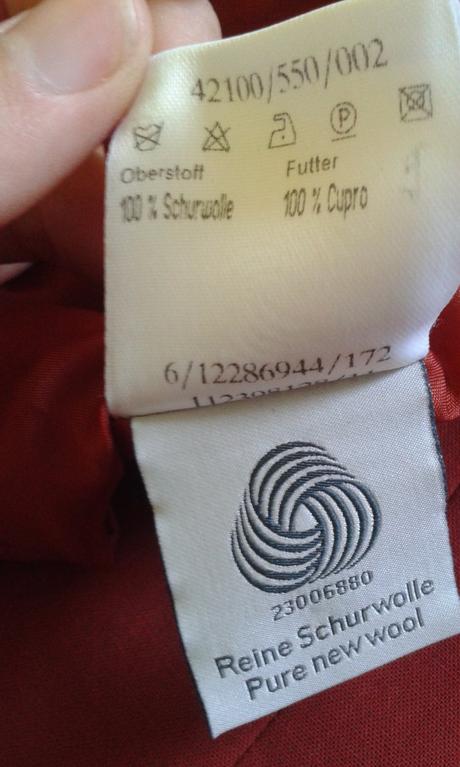 42100/550/002
P
Oberstoff Futter
100 % Schurwolle 100 % Cupro
6/12286944/172
23006880
Reine Schurwolle
Pure new wool